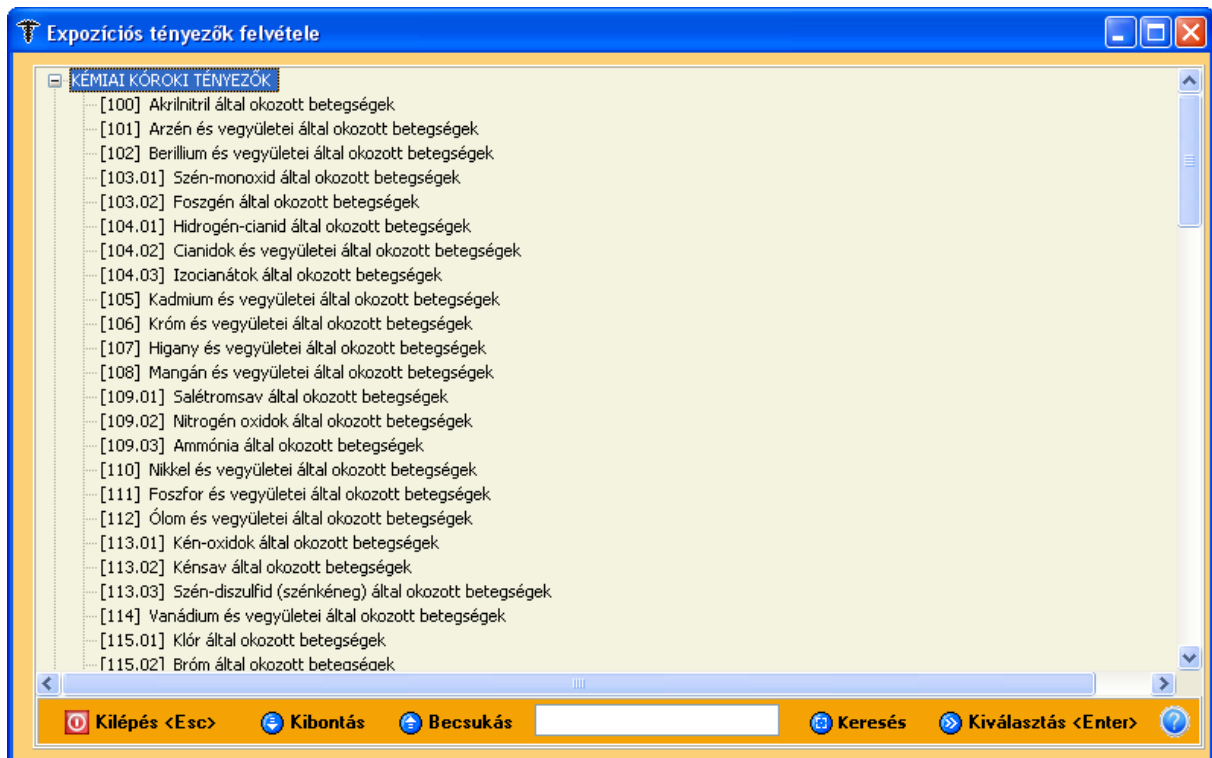 Expozíciós tényezők felvétele
KÉMIAI KÓROKI TÉNYEZŐK
[100] Akrilnitril által okozott betegségek
[101] Arzén és vegyületei által okozott betegségek
[102] Berillium és vegyületei által okozott betegségek
[103.01] Szén-monoxid által okozott betegségek
[103.02] Foszgén által okozott betegségek
[104.01] Hidrogén-cianid által okozott betegségek
[104.02] Cianidok és vegyületei által okozott betegségek
[104.03] Izocianátok által okozott betegségek
[105] Kadmium és vegyületei által okozott betegségek
[106] Króm és vegyületei által okozott betegségek
[107] Higany és vegyületei által okozott betegségek
[108] Mangán és vegyületei által okozott betegségek
[109.01] Salétromsav által okozott betegségek
[109.02] Nitrogén oxidok által okozott betegségek
[109.03] Ammónia által okozott betegségek
[110] Nikkel és vegyületei által okozott betegségek
[111] Foszfor és vegyületei által okozott betegségek
[112] Ólom és vegyületei által okozott betegségek
[113.01] Kén-oxidok által okozott betegségek
[113.02] Kénsav által okozott betegségek
[113.03] Szén-diszulfid (szénkéneg) által okozott betegségek
[114] Vanádium és vegyületei által okozott betegségek
[115.01] Klór által okozott betegségek
[115.02] Bróm által okozott betegségek
Kilépés <Esc> Kibontás Becsukás Keresés Kiválasztás <Enter> ?